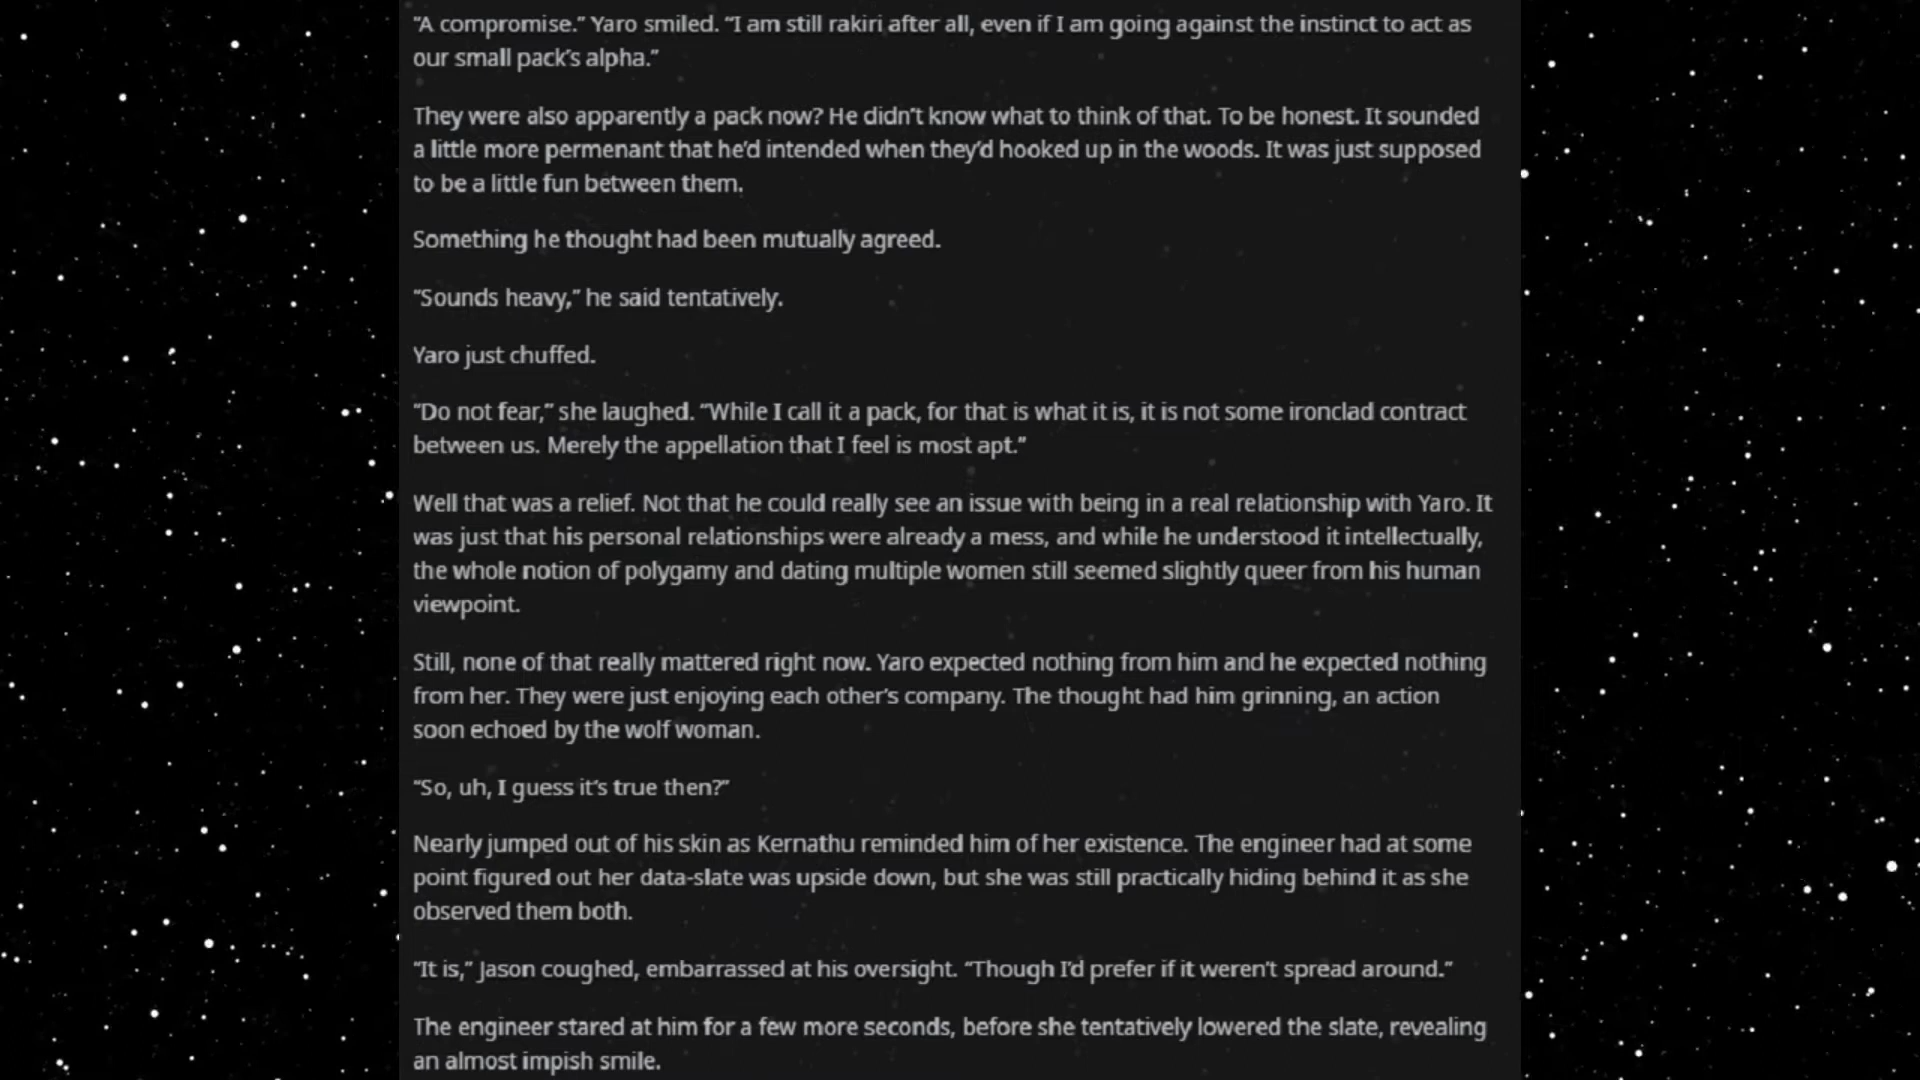 “A compromise.” Yaro smiled. “I am still rakiri after all, even if I am going against the instinct to act as
our small pack’s alpha.”
They were also apparently a pack now? He didn’t know what to think of that. To be honest. It sounded
a little more permenant that he’d intended when they’d hooked up in the woods. It was just supposed
to be a little fun between them.
Something he thought had been mutually agreed.
“Sounds heavy,” he said tentatively.
Yaro just chuffed.
“Do not fear,” she laughed. “While I call it a pack, for that is what it is, it is not some ironclad contract
between us. Merely the appellation that I feel is most apt.”
Well that was a relief. Not that he could really see an issue with being in a real relationship with Yaro. It
was just that his personal relationships were already a mess, and while he understood it intellectually,
the whole notion of polygamy and dating multiple women still seemed slightly queer from his human
viewpoint.
Still, none of that really mattered right now. Yaro expected nothing from him and he expected nothing
from her. They were just enjoying each other’s company. The thought had him grinning, an action
soon echoed by the wolf woman.
“So, uh, I guess it’s true then?”
Nearly jumped out of his skin as Kernathu reminded him of her existence. The engineer had at some
point figured out her data-slate was upside down, but she was still practically hiding behind it as she
observed them both.
“It is,” Jason coughed, embarrassed at his oversight. “Though I’d prefer if it weren’t spread around.”
The engineer stared at him for a few more seconds, before she tentatively lowered the slate, revealing
an almost impish smile.